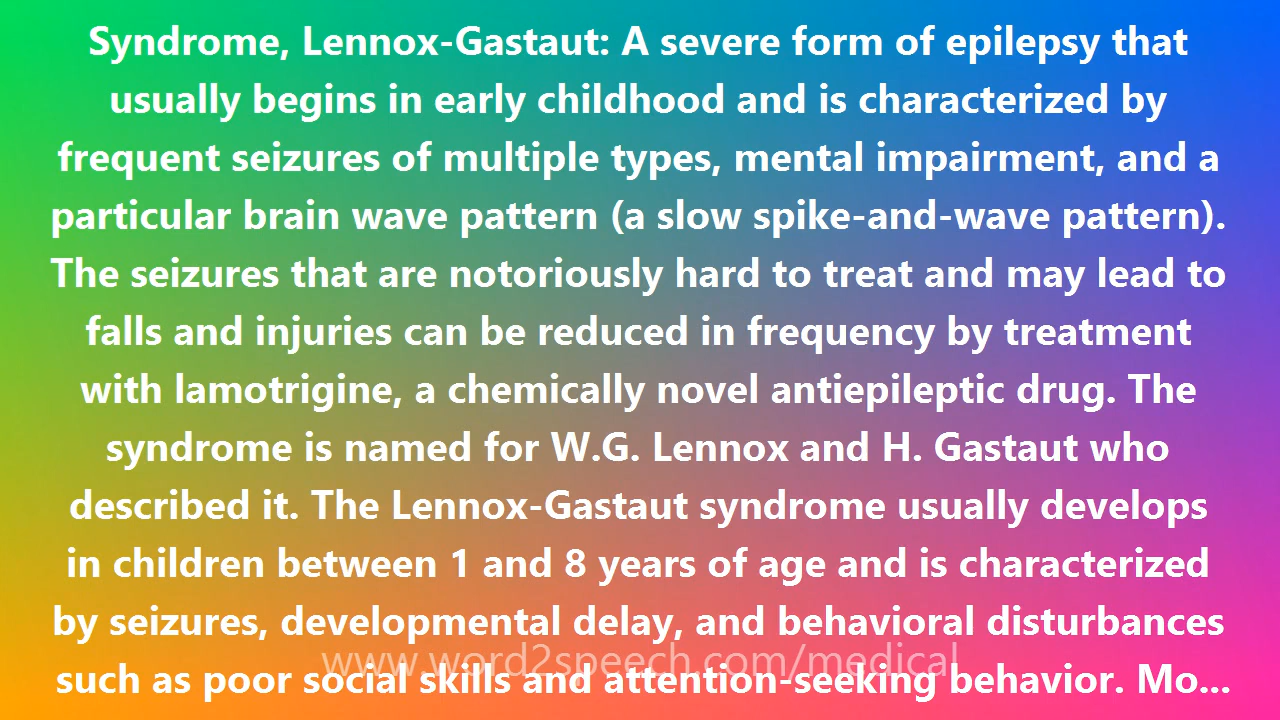 Syndrome, Lennox-Gastaut: A severe form of epilepsy that
usually begins in early childhood and is characterized by
frequent seizures of multiple types, mental impairment, and a
particular brain wave pattern (a slow spike-and-wave pattern).
The seizures that are notoriously hard to treat and may lead to
falls and injuries can be reduced in frequency by treatment
with lamotrigine, a chemically novel antiepileptic drug. The
syndrome is named for W.G. Lennox and H. Gastaut who
described it. The Lennox-Gastaut syndrome usually develops
in children between 1 and 8 years of age and is characterized
by seizures, developmental delay, and behavioral disturbances
www.word2speech.com/medical
such as poor social skills and attention-seeking behavior. Mo...